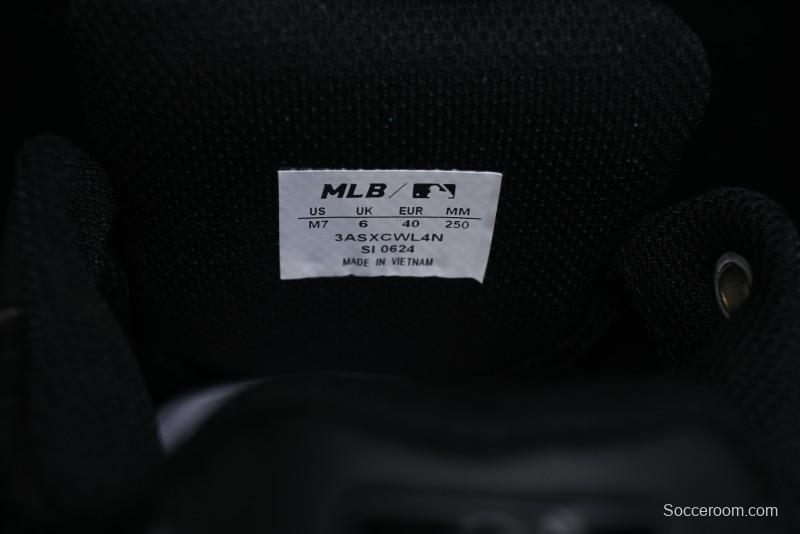 MLB /
US UK EUR MM
M7 6 40 250
3ASXCWL4N
SI 0624
MADE IN VIETNAM
Socceroom.com